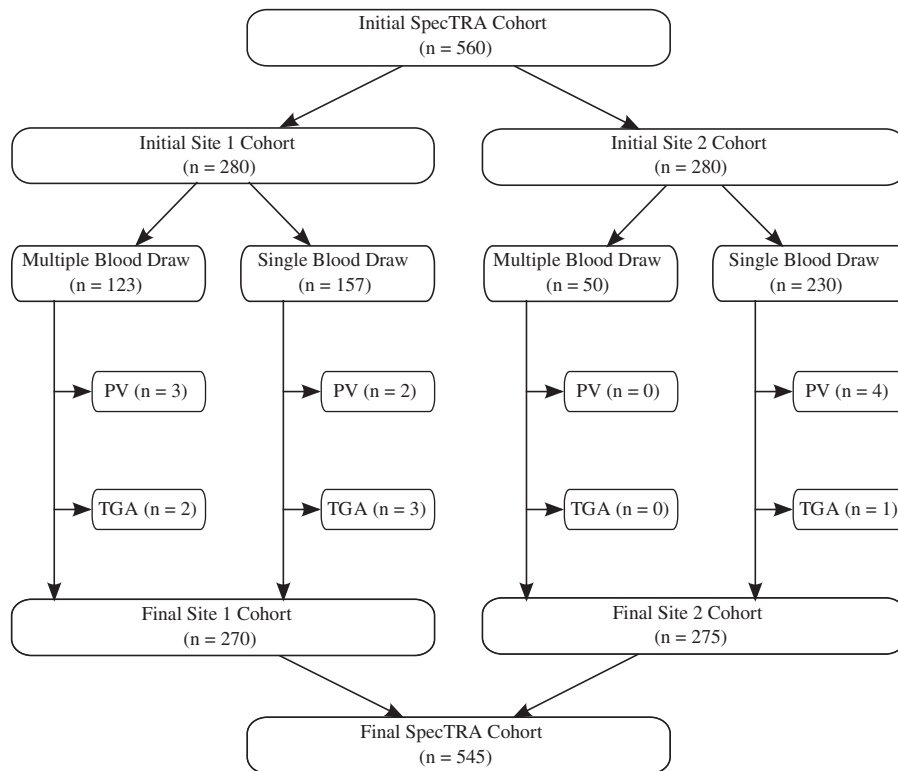 Initial SpecTRA Cohort
(n = 560)
Initial Site 1 Cohort
(n = 280)
Initial Site 2 Cohort
(n = 280)
Multiple Blood Draw
(n = 123)
Single Blood Draw
(n = 157)
Multiple Blood Draw
(n = 50)
Single Blood Draw
(n = 230)
PV (n = 3)
PV (n = 2)
PV (n = 0)
PV (n = 4)
TGA (n = 2)
TGA (n = 3)
TGA (n = 0)
TGA (n = 1)
Final Site 1 Cohort
(n = 270)
Final Site 2 Cohort
(n = 275)
Final SpecTRA Cohort
(n = 545)